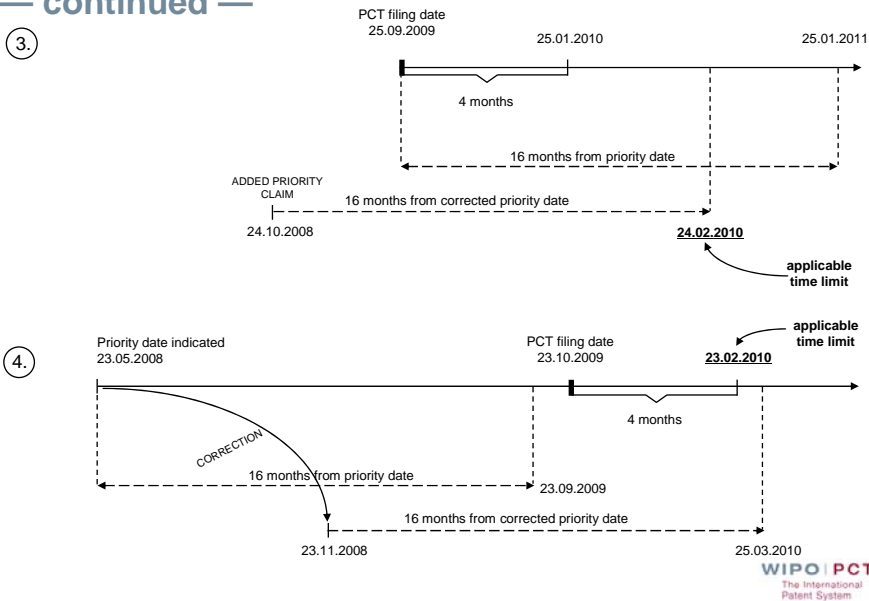 — continued —
3.
PCT filing date
25.09.2009
25.01.2010
25.01.2011
4 months
16 months from priority date
ADDED PRIORITY
CLAIM
16 months from corrected priority date
24.10.2008
24.02.2010
applicable
time limit
4.
Priority date indicated
23.05.2008
PCT filing date
23.10.2009
23.02.2010
applicable
time limit
4 months
CORRECTION
16 months from priority date
23.09.2009
16 months from corrected priority date
23.11.2008
25.03.2010
WIPO | PCT
The International
Patent System